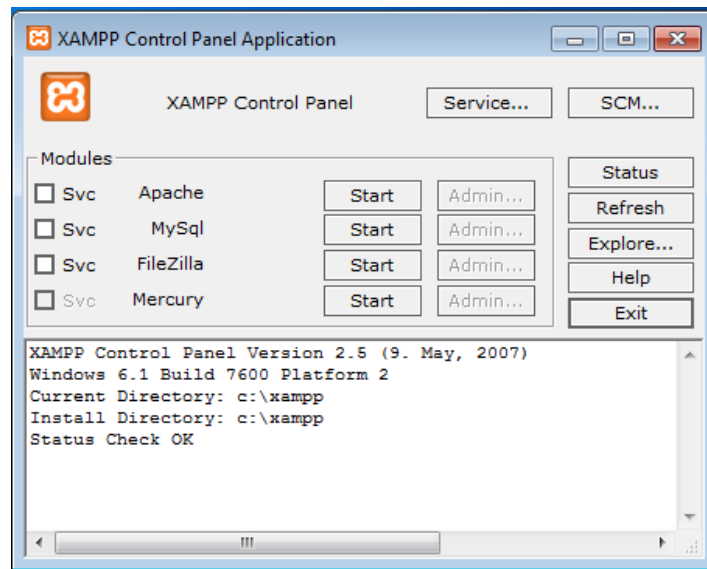 XAMPP Control Panel Application
XAMPP Control Panel Service... SCM...
Modules
Svc Apache Start Admin...
Svc MySql Start Admin...
Svc FileZilla Start Admin...
Svc Mercury Start Admin...
Status
Refresh
Explore...
Help
Exit
XAMPP Control Panel Version 2.5 (9. May, 2007)
Windows 6.1 Build 7600 Platform 2
Current Directory: c:\xampp
Install Directory: c:\xampp
Status Check OK